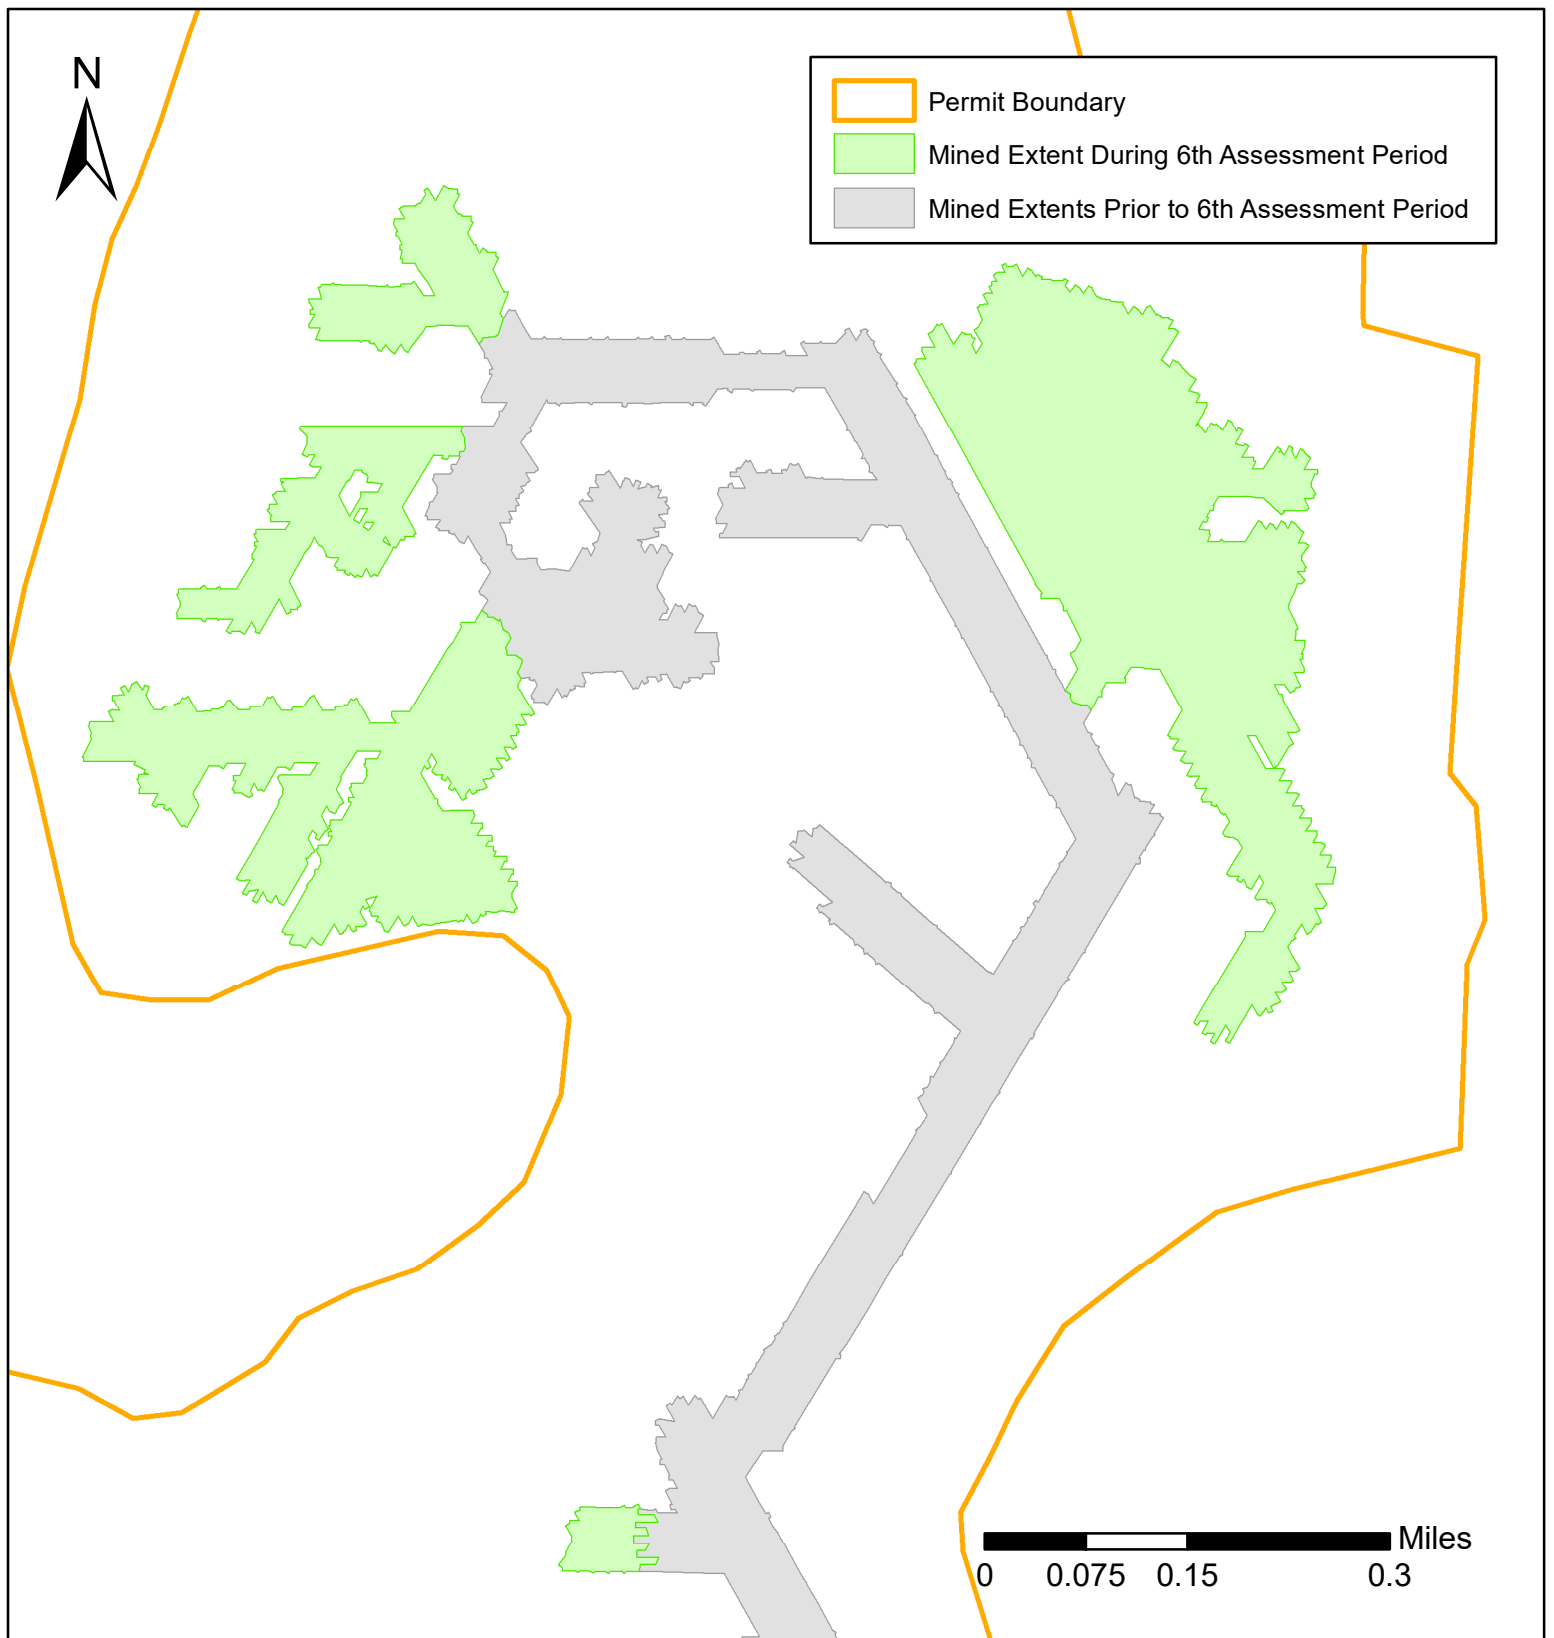 N
Permit Boundary
Mined Extent During 6th Assessment Period
Mined Extents Prior to 6th Assessment Period
Miles
0 0.075 0.15 0.3